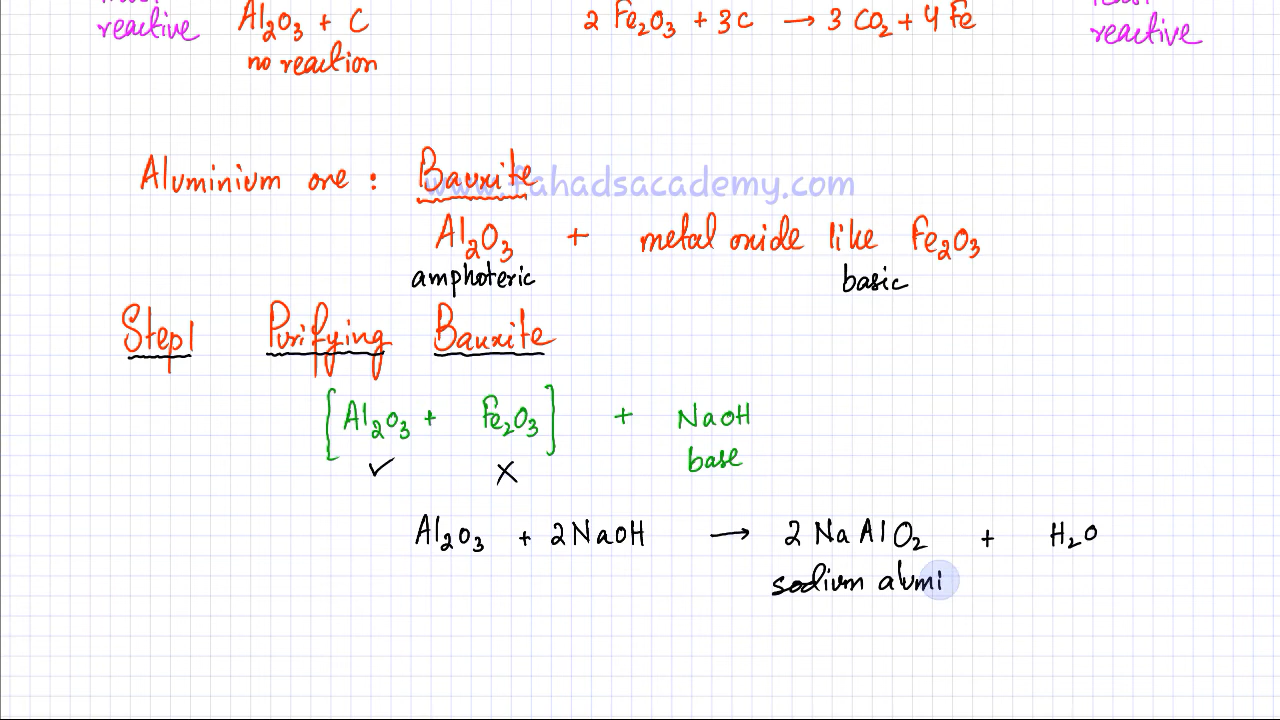 reactive Al₂O₃ + C 2 Fe₂O₃ + 3C → 3 CO₂ + 4 Fe reactive
no reaction
Aluminium ore : Bauxite
www.fahadsacademy.com
Al₂O₃ + metal oxide like Fe₂O₃
amphoteric basic
Step1 Purifying Bauxite
[Al₂O₃ + Fe₂O₃] + NaOH
✓ X base
Al₂O₃ + 2NaOH → 2 NaAlO₂ + H₂O
sodium alumi